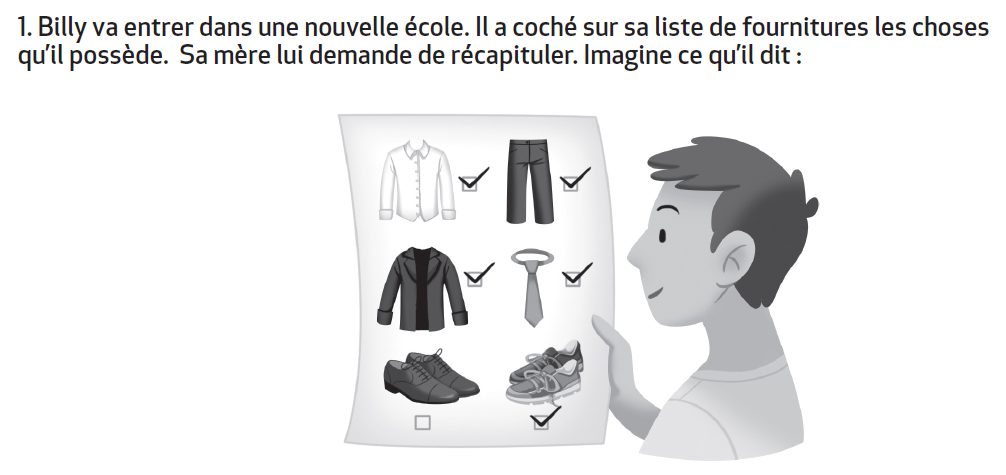 1. Billy va entrer dans une nouvelle école. Il a coché sur sa liste de fournitures les choses
qu’il possède. Sa mère lui demande de récapituler. Imagine ce qu’il dit :